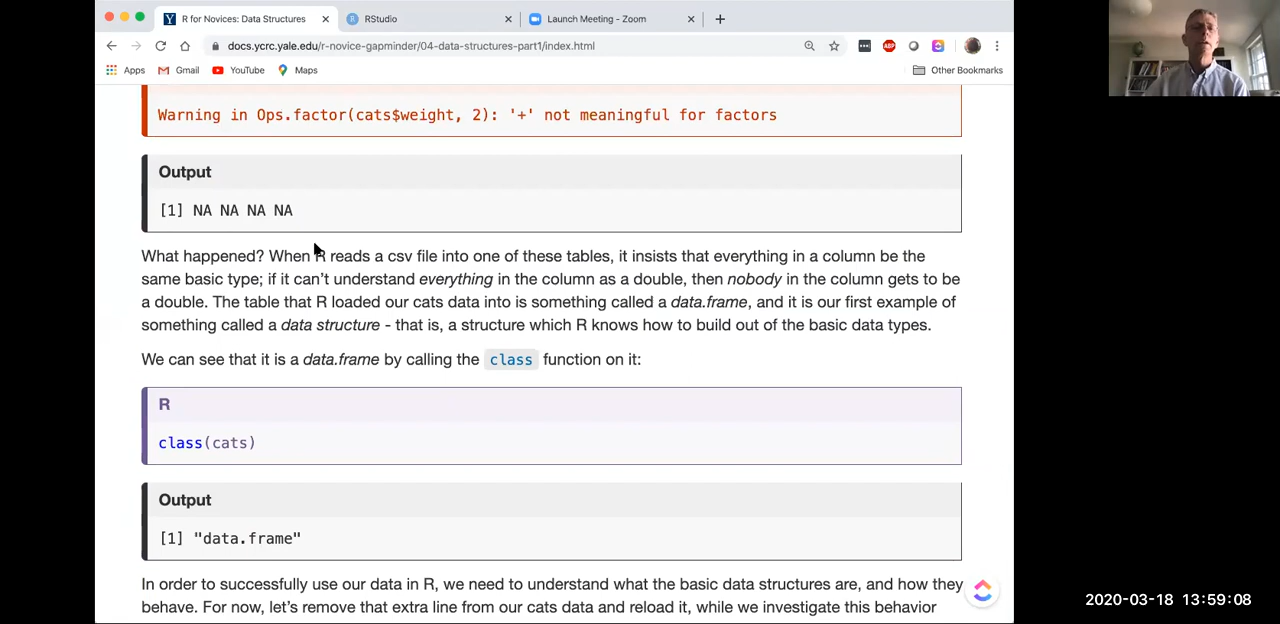 R for Novices: Data Structures
RStudio
Launch Meeting - Zoom
docs.ycrc.yale.edu/r-novice-gapminder/04-data-structures-part1/index.html
ABP
Apps
Gmail
YouTube
Maps
Other Bookmarks
Warning in Ops.factor(cats$weight, 2): '+' not meaningful for factors
Output
[1] NA NA NA NA
What happened? When R reads a csv file into one of these tables, it insists that everything in a column be the
same basic type; if it can't understand everything in the column as a double, then nobody in the column gets to be
a double. The table that R loaded our cats data into is something called a data.frame, and it is our first example of
something called a data structure - that is, a structure which R knows how to build out of the basic data types.
We can see that it is a data.frame by calling the class function on it:
R
class(cats)
Output
[1] "data.frame"
In order to successfully use our data in R, we need to understand what the basic data structures are, and how they
behave. For now, let's remove that extra line from our cats data and reload it, while we investigate this behavior
2020-03-18 13:59:08